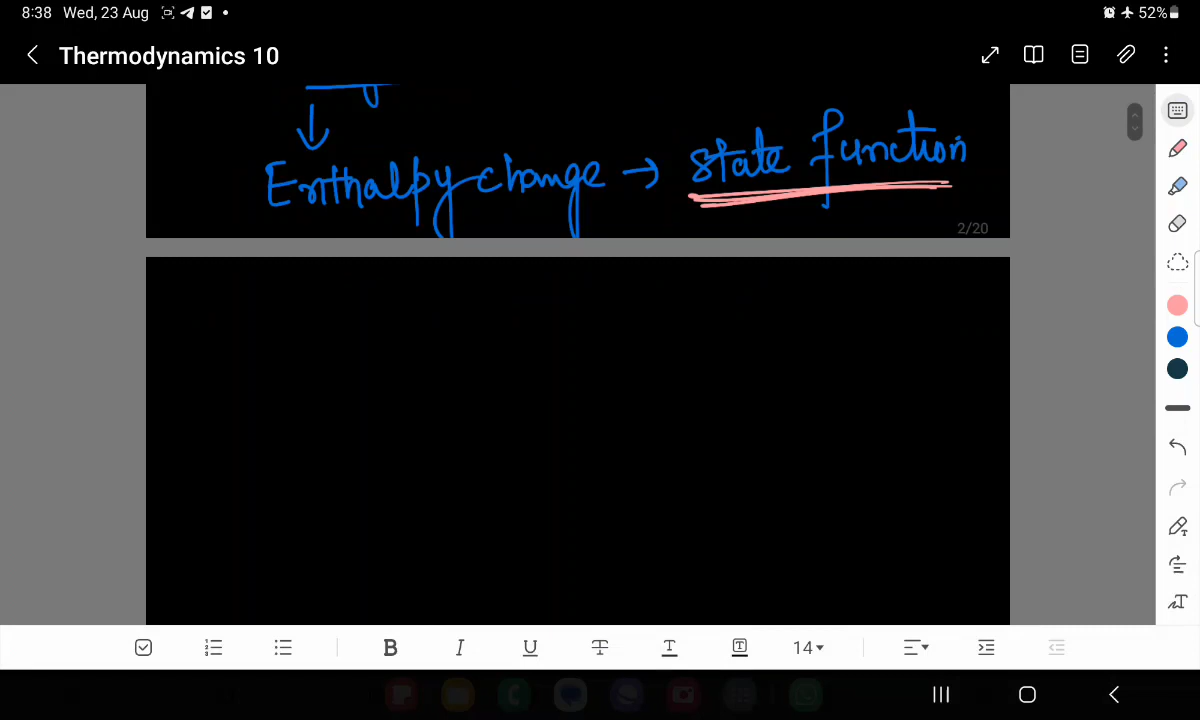 8:38 Wed, 23 Aug 52%
Thermodynamics 10
Enthalpy change → state function
2/20
B I U T T T 14